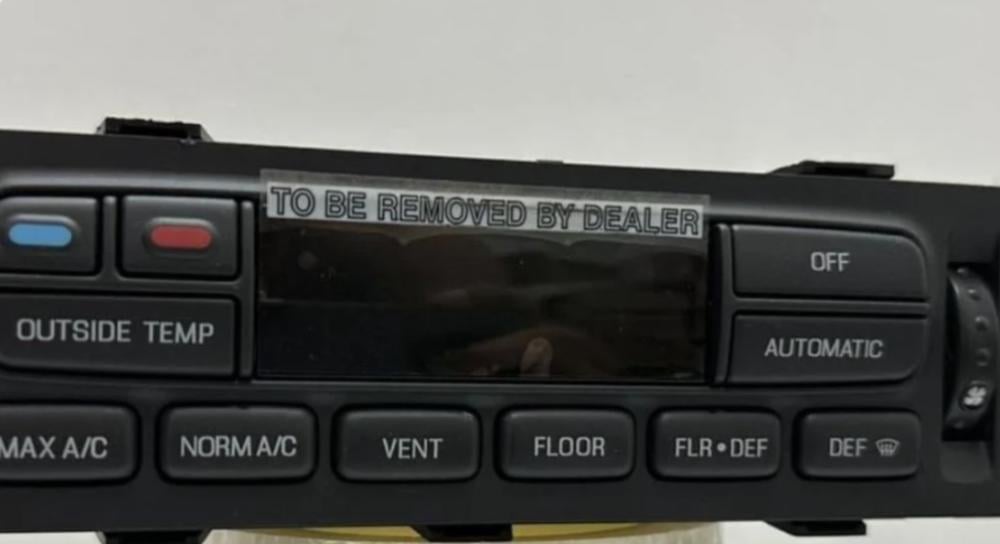 TO BE REMOVED BY DEALER
OFF
OUTSIDE TEMP
AUTOMATIC
MAX A/C
NORM A/C
VENT
FLOOR
FLR•DEF
DEF